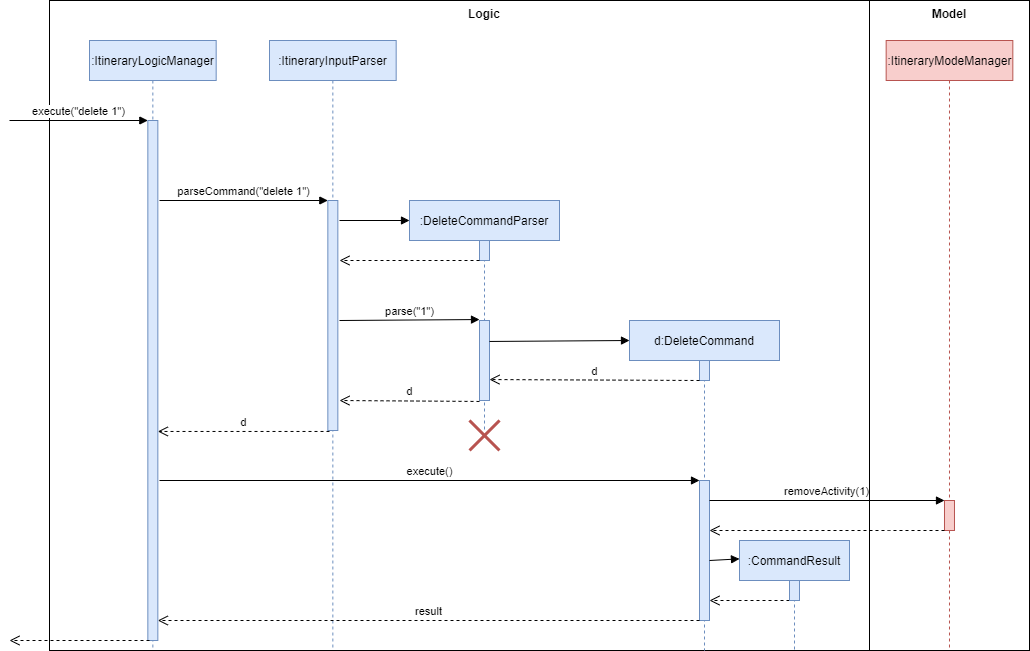 Logic
Model
:ItineraryLogicManager
:ItineraryInputParser
:ItineraryModeManager
execute("delete 1")
parseCommand("delete 1")
:DeleteCommandParser
parse("1")
d:DeleteCommand
d
d
d
execute()
removeActivity(1)
:CommandResult
result